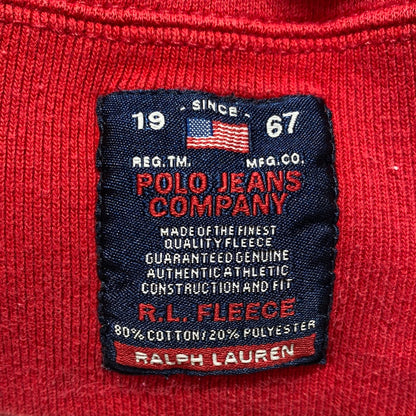 - SINCE -
19 67
REG.TM. MFG.CO.
POLO JEANS
COMPANY
MADE OF THE FINEST
QUALITY FLEECE
GUARANTEED GENUINE
AUTHENTIC ATHLETIC
CONSTRUCTION AND FIT
R.L. FLEECE
80% COTTON/20% POLYESTER
RALPH LAUREN